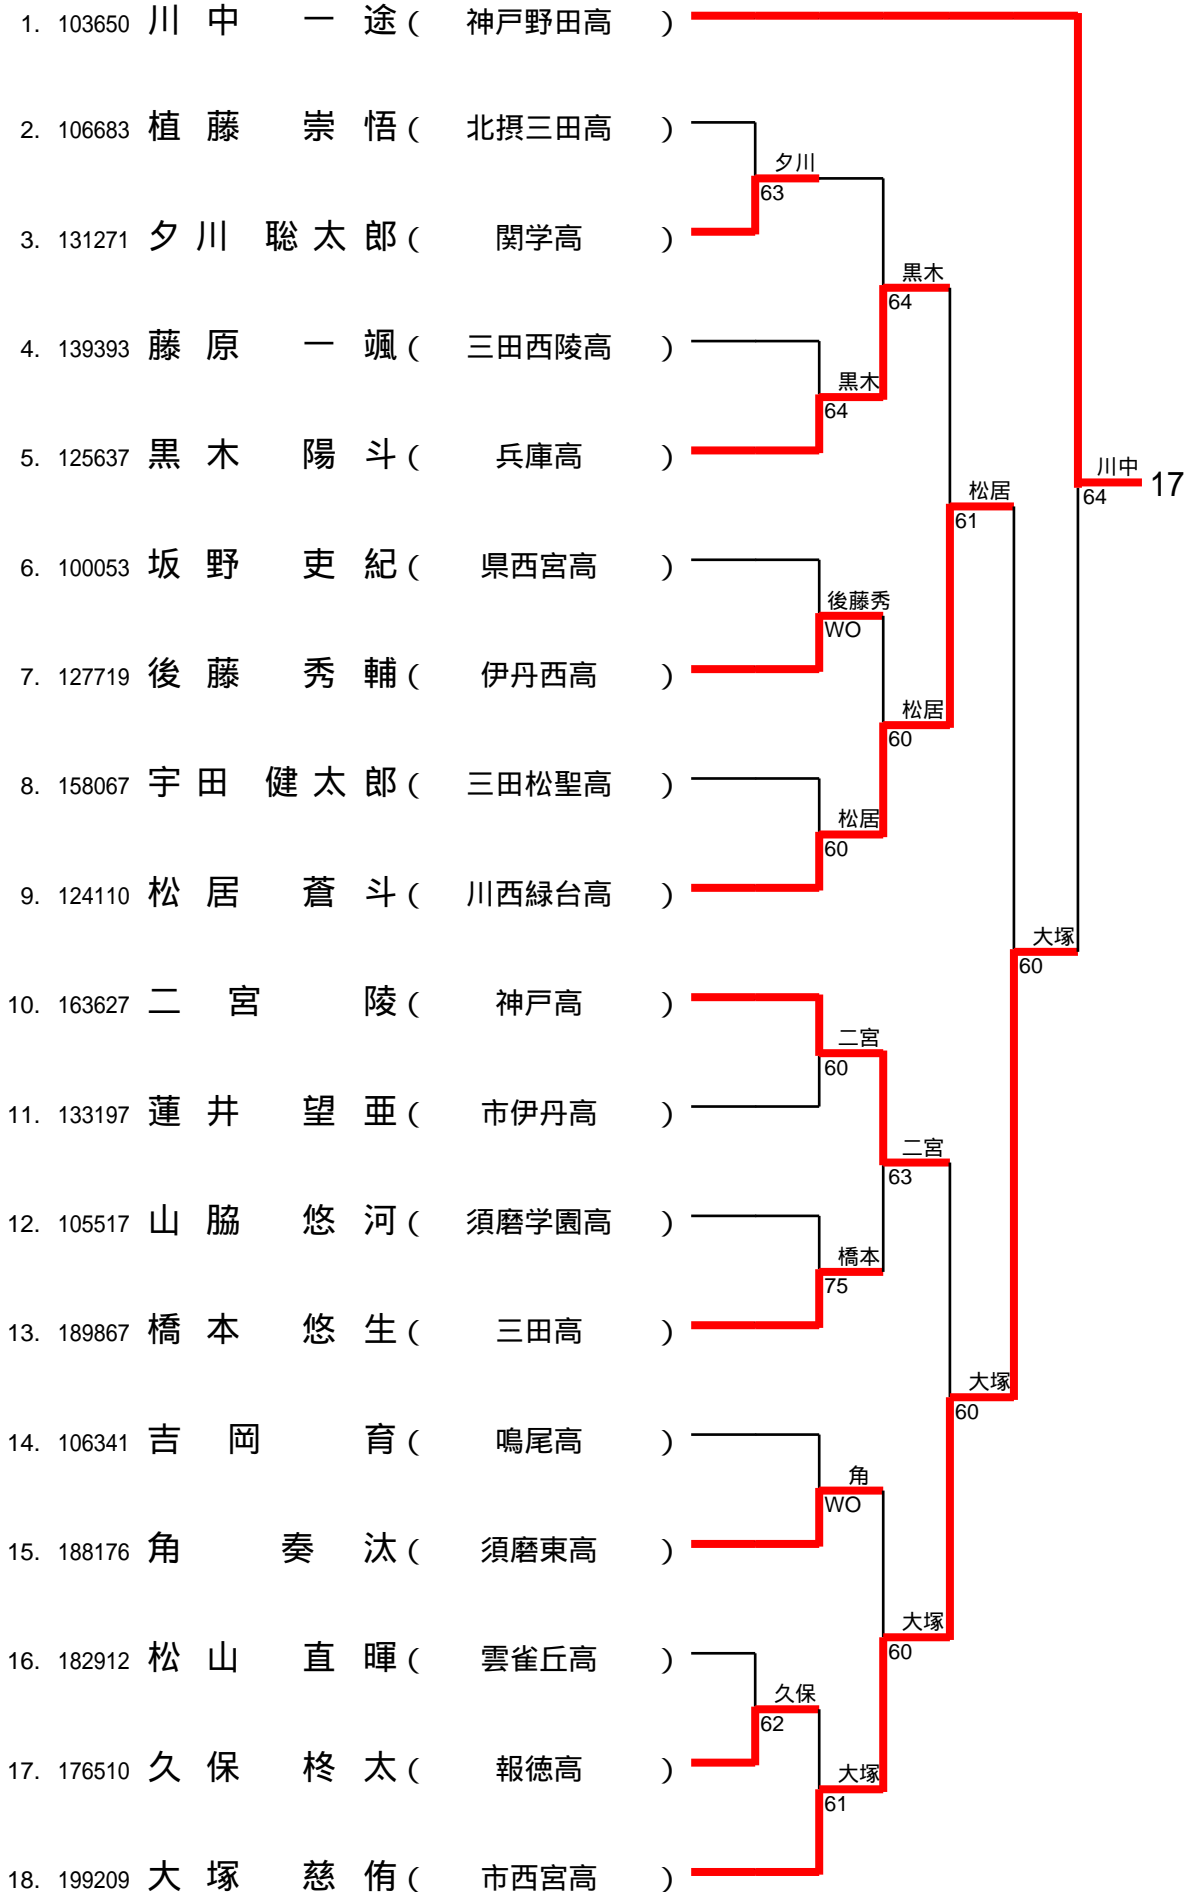 1. 103650 川中 一途 ( 神戸野田高 )
2. 106683 植藤 崇悟 ( 北摂三田高 )
夕川
63
3. 131271 夕川 聡太郎 ( 関学高 )
黒木
64
4. 139393 藤原 一颯 ( 三田西陵高 )
黒木
64
5. 125637 黒木 陽斗 ( 兵庫高 )
川中
64
17
松居
61
6. 100053 坂野 吏紀 ( 県西宮高 )
後藤秀
WO
7. 127719 後藤 秀輔 ( 伊丹西高 )
松居
60
8. 158067 宇田 健太郎 ( 三田松聖高 )
松居
60
9. 124110 松居 蒼斗 ( 川西緑台高 )
大塚
60
10. 163627 二宮 陵 ( 神戸高 )
二宮
60
11. 133197 蓮井 望亜 ( 市伊丹高 )
二宮
63
12. 105517 山脇 悠河 ( 須磨学園高 )
橋本
75
13. 189867 橋本 悠生 ( 三田高 )
大塚
60
14. 106341 吉岡 育 ( 鳴尾高 )
角
WO
15. 188176 角 奏汰 ( 須磨東高 )
大塚
60
16. 182912 松山 直暉 ( 雲雀丘高 )
久保
62
17. 176510 久保 柊太 ( 報徳高 )
大塚
61
18. 199209 大塚 慈侑 ( 市西宮高 )